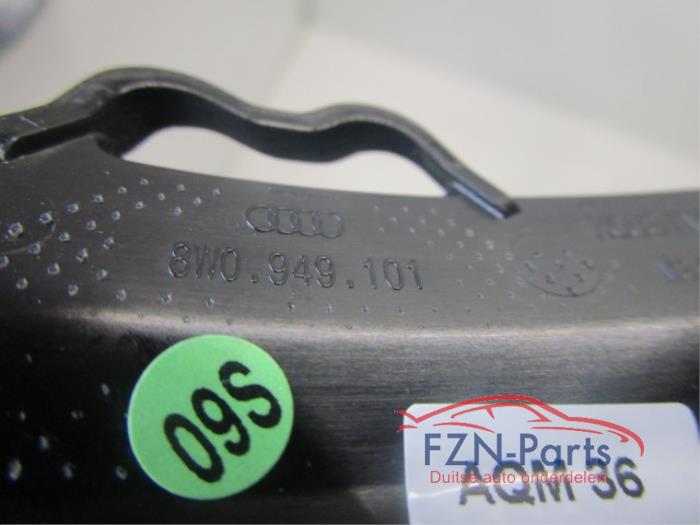 8W0.949.101
09S
FZN-Parts
Duitse auto onderdelen
AQM 36